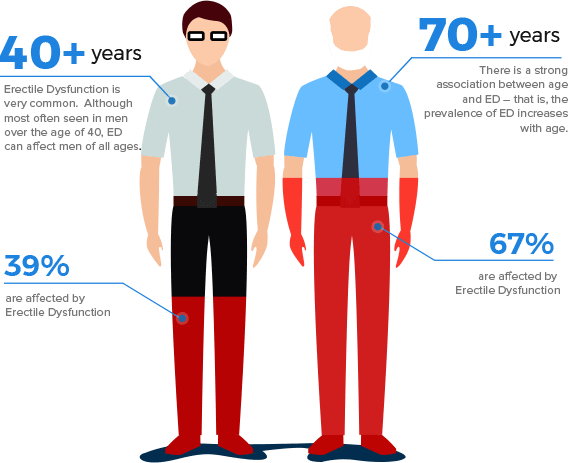 40+ years
Erectile Dysfunction is
very common. Although
most often seen in men
over the age of 40, ED
can affect men of all ages.
39%
are affected by
Erectile Dysfunction
70+ years
There is a strong
association between age
and ED – that is, the
prevalence of ED increases
with age.
67%
are affected by
Erectile Dysfunction